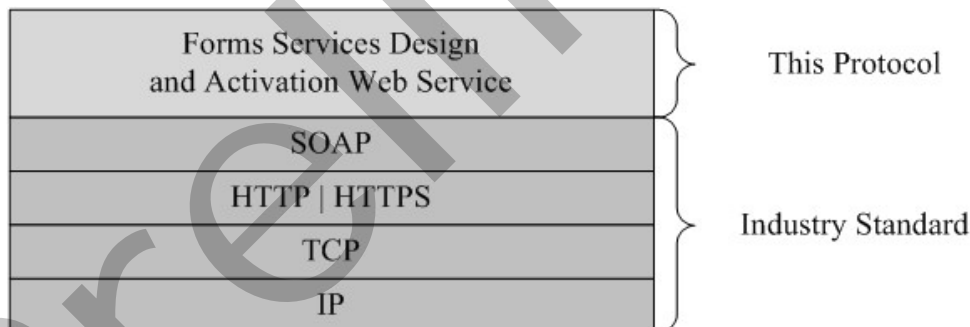 Forms Services Design
and Activation Web Service
This Protocol
SOAP
HTTP | HTTPS
TCP
IP
Industry Standard